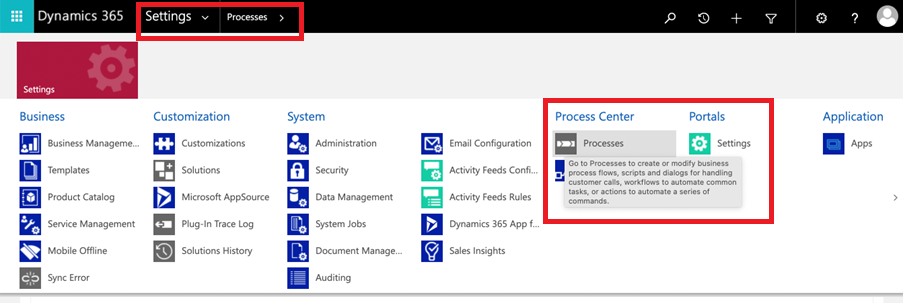 Dynamics 365 Settings Processes
Settings
Business Customization System Process Center Portals Application
Business Manageme... Customizations Administration Email Configuration Processes Settings Apps
Templates Solutions Security Activity Feeds Confi...
Go to Processes to create or modify business
process flows, scripts and dialogs for handling
customer calls, workflows to automate common
tasks, or actions to automate a series of
commands.
Product Catalog Microsoft AppSource Data Management Activity Feeds Rules
Service Management Plug-In Trace Log System Jobs Dynamics 365 App f...
Mobile Offline Solutions History Document Manage... Sales Insights
Sync Error Auditing